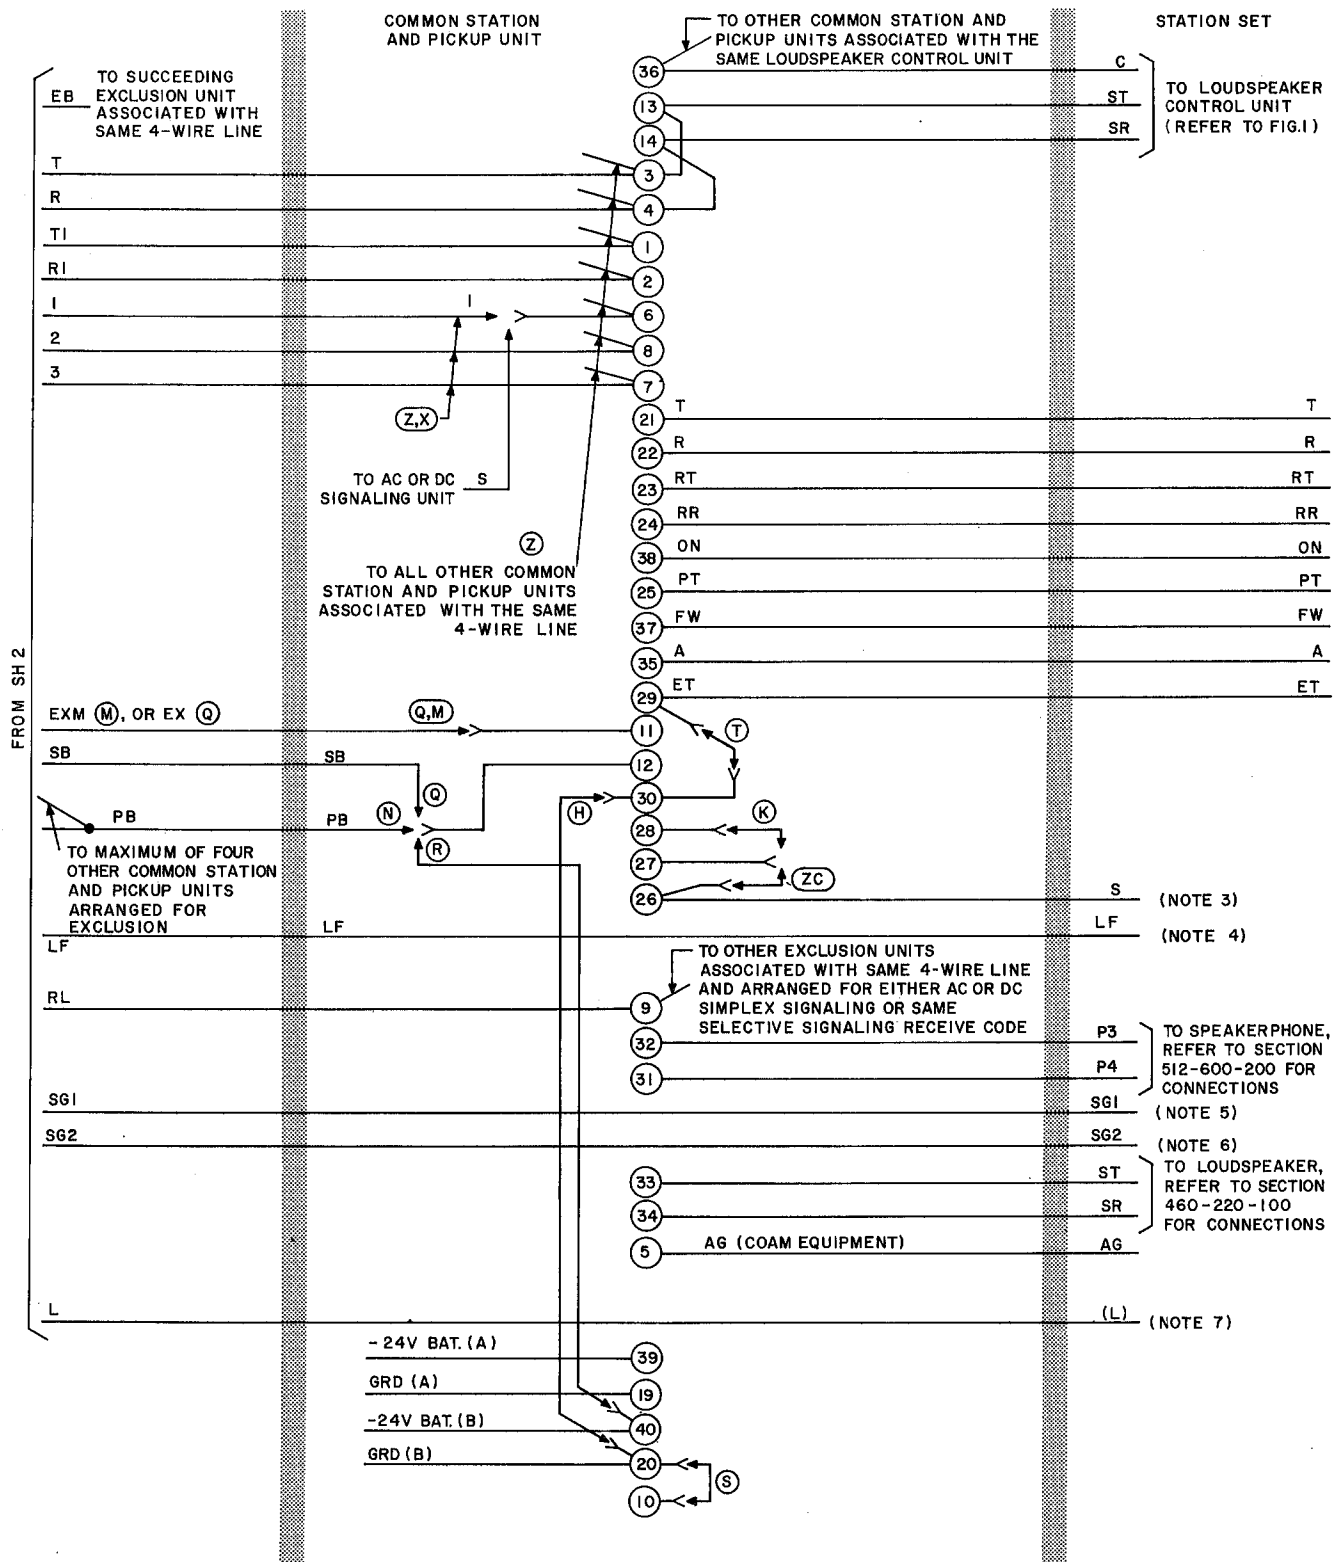 COMMON STATION
AND PICKUP UNIT
TO OTHER COMMON STATION AND
PICKUP UNITS ASSOCIATED WITH THE
SAME LOUDSPEAKER CONTROL UNIT
STATION SET
TO SUCCEEDING
EXCLUSION UNIT
ASSOCIATED WITH
SAME 4-WIRE LINE
EB
36
C
13
ST
14
SR
TO LOUDSPEAKER
CONTROL UNIT
(REFER TO FIG.1)
T
3
R
4
T1
1
R1
2
1
1
6
2
8
3
7
Z,X
21
T
T
22
R
R
TO AC OR DC
SIGNALING UNIT
S
23
RT
RT
24
RR
RR
Z
TO ALL OTHER COMMON
STATION AND PICKUP UNITS
ASSOCIATED WITH THE SAME
4-WIRE LINE
38
ON
ON
25
PT
PT
37
FW
FW
35
A
A
29
ET
ET
FROM SH 2
EXM M, OR EX Q
Q,M
11
T
SB
SB
12
Q
H
30
PB
PB
N
R
28
K
27
ZC
26
S
(NOTE 3)
TO MAXIMUM OF FOUR
OTHER COMMON STATION
AND PICKUP UNITS
ARRANGED FOR
EXCLUSION
LF
LF
LF
(NOTE 4)
TO OTHER EXCLUSION UNITS
ASSOCIATED WITH SAME 4-WIRE LINE
AND ARRANGED FOR EITHER AC OR DC
SIMPLEX SIGNALING OR SAME
SELECTIVE SIGNALING RECEIVE CODE
RL
9
32
P3
31
P4
TO SPEAKERPHONE,
REFER TO SECTION
512-600-200 FOR
CONNECTIONS
SG1
SG1
(NOTE 5)
SG2
SG2
(NOTE 6)
33
ST
34
SR
TO LOUDSPEAKER,
REFER TO SECTION
460-220-100
FOR CONNECTIONS
5
AG (COAM EQUIPMENT)
AG
L
(L)
(NOTE 7)
-24V BAT. (A)
39
GRD (A)
19
-24V BAT. (B)
40
GRD (B)
20
S
10